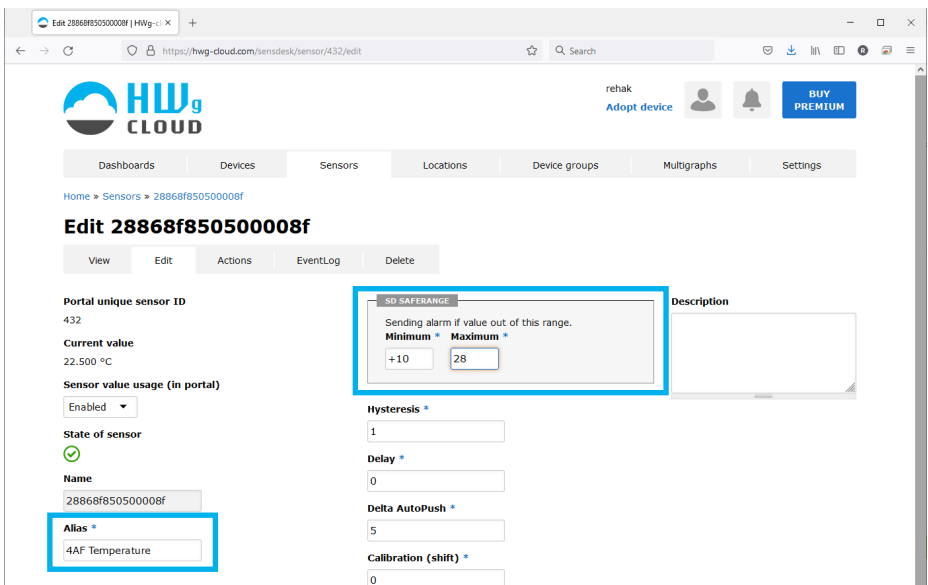 Edit 28868f850500008f | HWg-cl
https://hwg-cloud.com/sensdesk/sensor/432/edit
Search
R
HWg
CLOUD
rehak
Adopt device
BUY
PREMIUM
Dashboards Devices Sensors Locations Device groups Multigraphs Settings
Home » Sensors » 28868f850500008f
Edit 28868f850500008f
View Edit Actions EventLog Delete
Portal unique sensor ID
432
Current value
22.500 °C
Sensor value usage (in portal)
Enabled
State of sensor
Name
28868f850500008f
Alias *
4AF Temperature
SD SAFERANGE
Sending alarm if value out of this range.
Minimum * Maximum *
+10 28
Hysteresis *
1
Delay *
0
Delta AutoPush *
5
Calibration (shift) *
0
Description